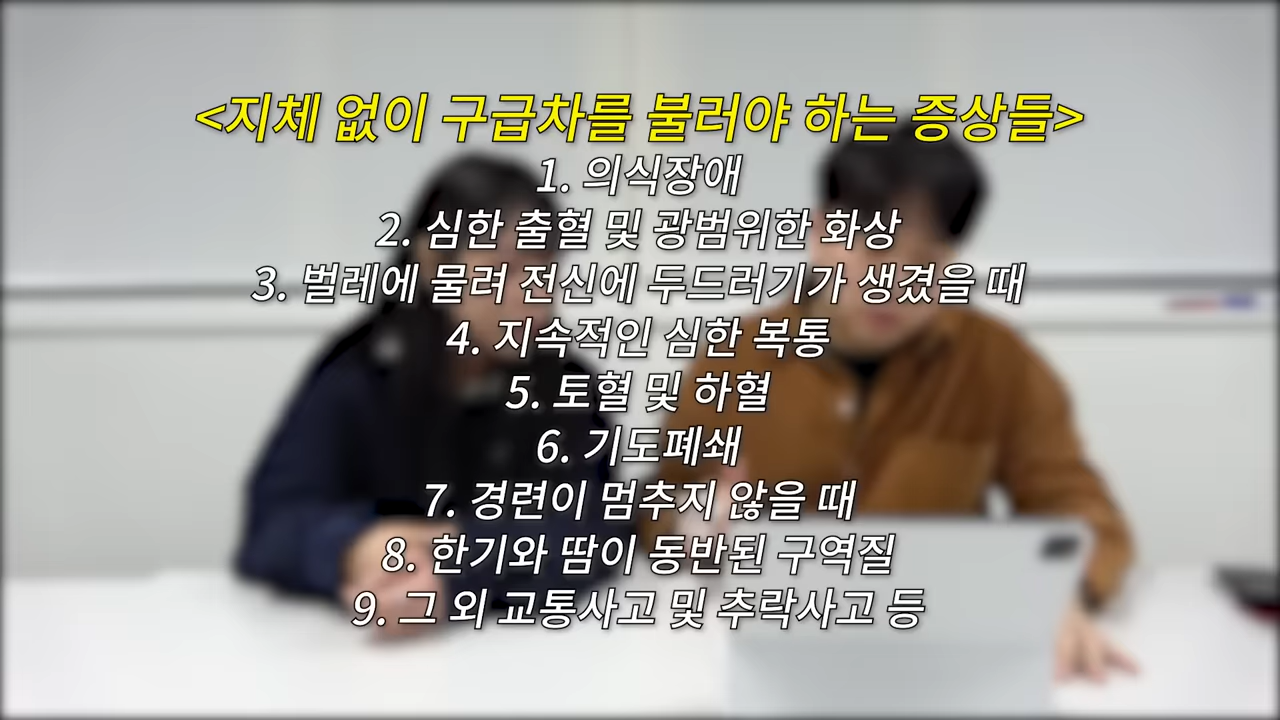 <지체 없이 구급차를 불러야 하는 증상들>
1. 의식장애
2. 심한 출혈 및 광범위한 화상
3. 벌레에 물려 전신에 두드러기가 생겼을 때
4. 지속적인 심한 복통
5. 토혈 및 하혈
6. 기도폐쇄
7. 경련이 멈추지 않을 때
8. 한기와 땀이 동반된 구역질
9. 그 외 교통사고 및 추락사고 등